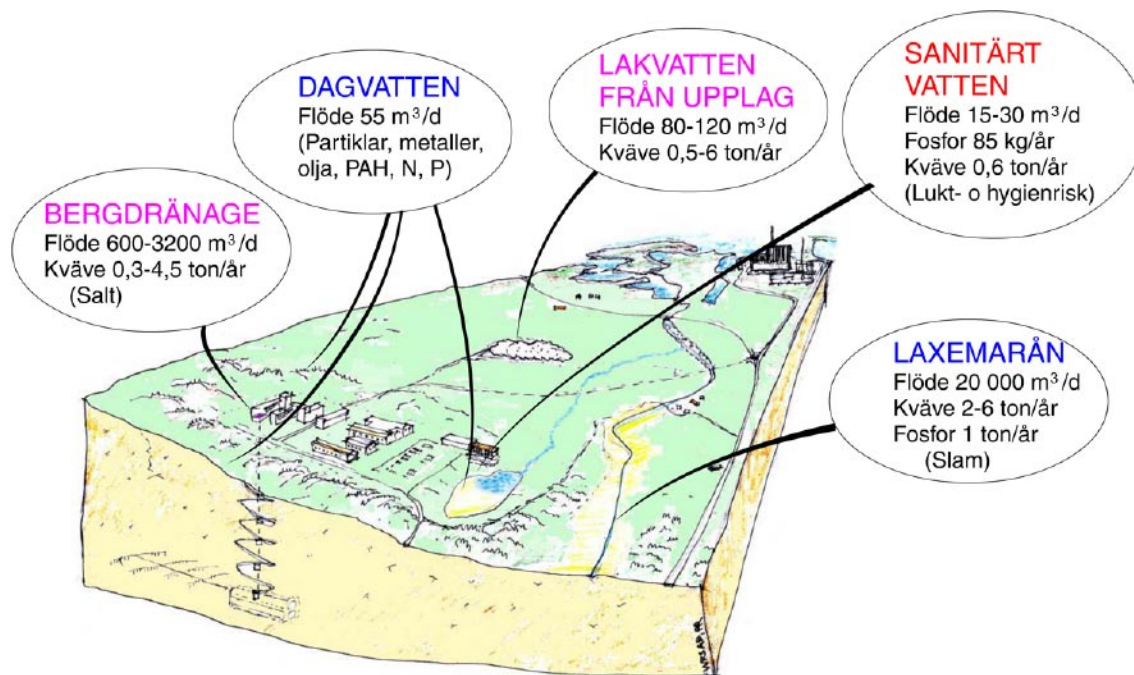 DAGVATTEN
Flöde 55 m³/d
(Partiklar, metaller,
olja, PAH, N, P)
LAKVATTEN
FRÅN UPPLAG
Flöde 80-120 m³/d
Kväve 0,5-6 ton/år
SANITÄRT
VATTEN
Flöde 15-30 m³/d
Fosfor 85 kg/år
Kväve 0,6 ton/år
(Lukt- o hygienrisk)
BERGDRÄNAGE
Flöde 600-3200 m³/d
Kväve 0,3-4,5 ton/år
(Salt)
LAXEMARÅN
Flöde 20 000 m³/d
Kväve 2-6 ton/år
Fosfor 1 ton/år
(Slam)